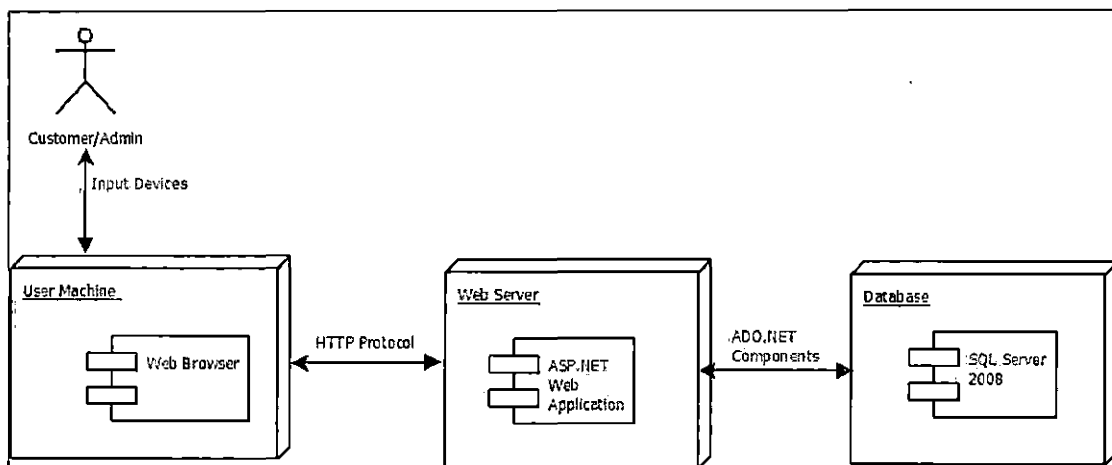 Customer/Admin
Input Devices
User Machine
Web Browser
HTTP Protocol
Web Server
ASP.NET
Web
Application
ADO.NET
Components
Database
SQL Server
2008